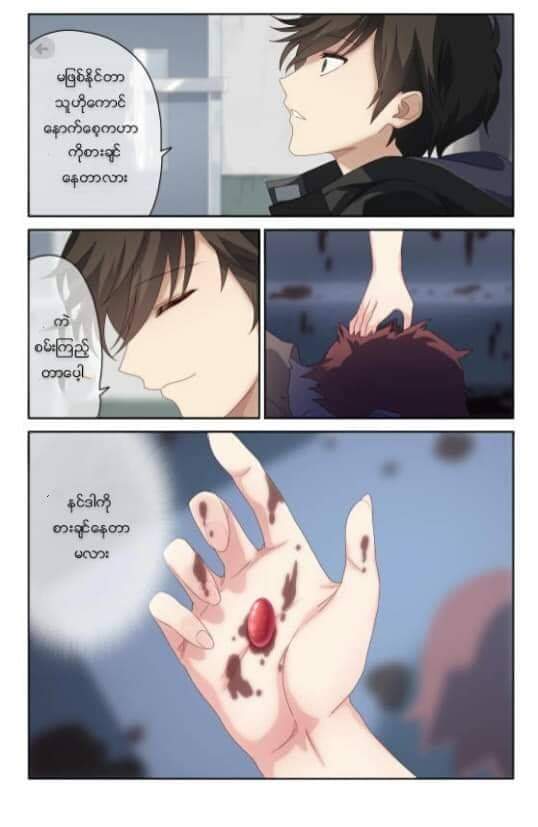 မဖြစ်နိုင်တာ
သူဟိုကောင်
နောက်စေ့ကဟာ
ကိုစားချင်
နေတာလား
ကဲ
စမ်းကြည့်
တာပေါ့
နင်ဒါကို
စားချင်နေတာ
မလား